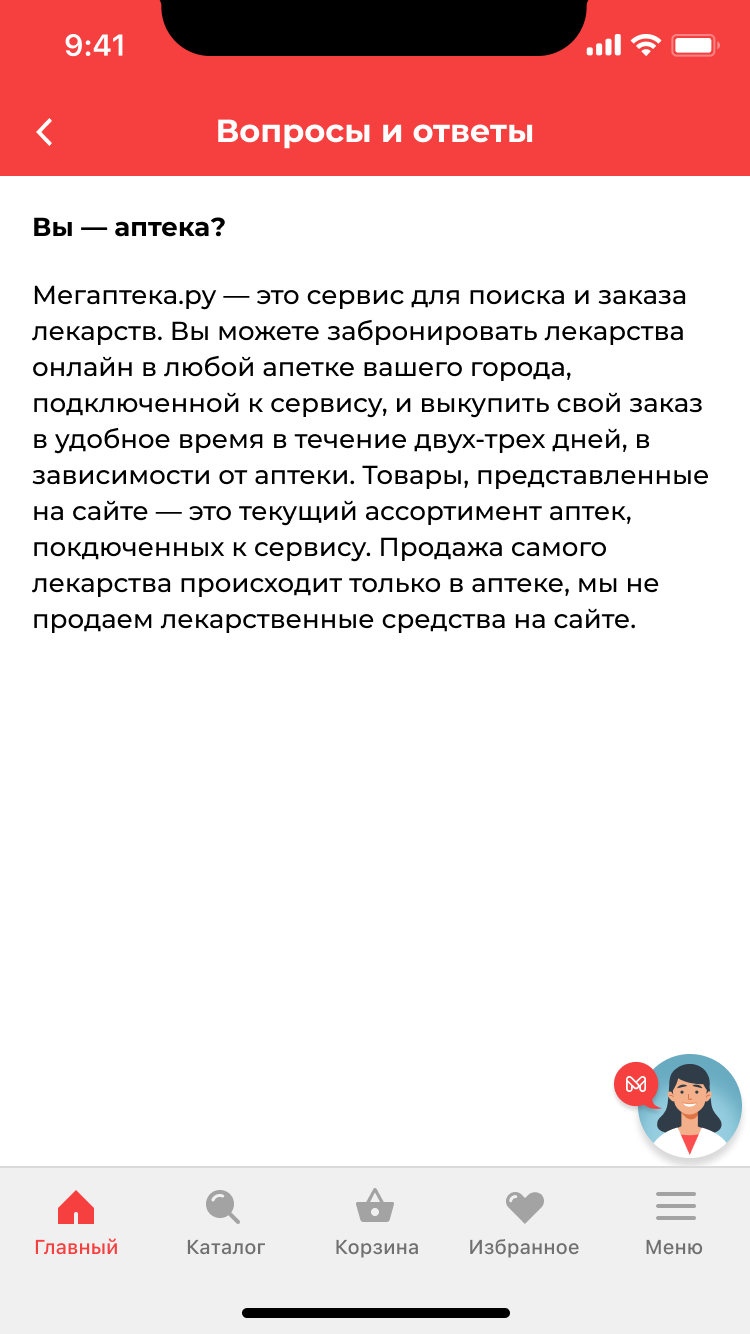 9:41
Вопросы и ответы
Вы — аптека?
Мегаптека.ру — это сервис для поиска и заказа
лекарств. Вы можете забронировать лекарства
онлайн в любой апетке вашего города,
подключенной к сервису, и выкупить свой заказ
в удобное время в течение двух-трех дней, в
зависимости от аптеки. Товары, представленные
на сайте — это текущий ассортимент аптек,
покдюченных к сервису. Продажа самого
лекарства происходит только в аптеке, мы не
продаем лекарственные средства на сайте.
Главный Каталог Корзина Избранное Меню